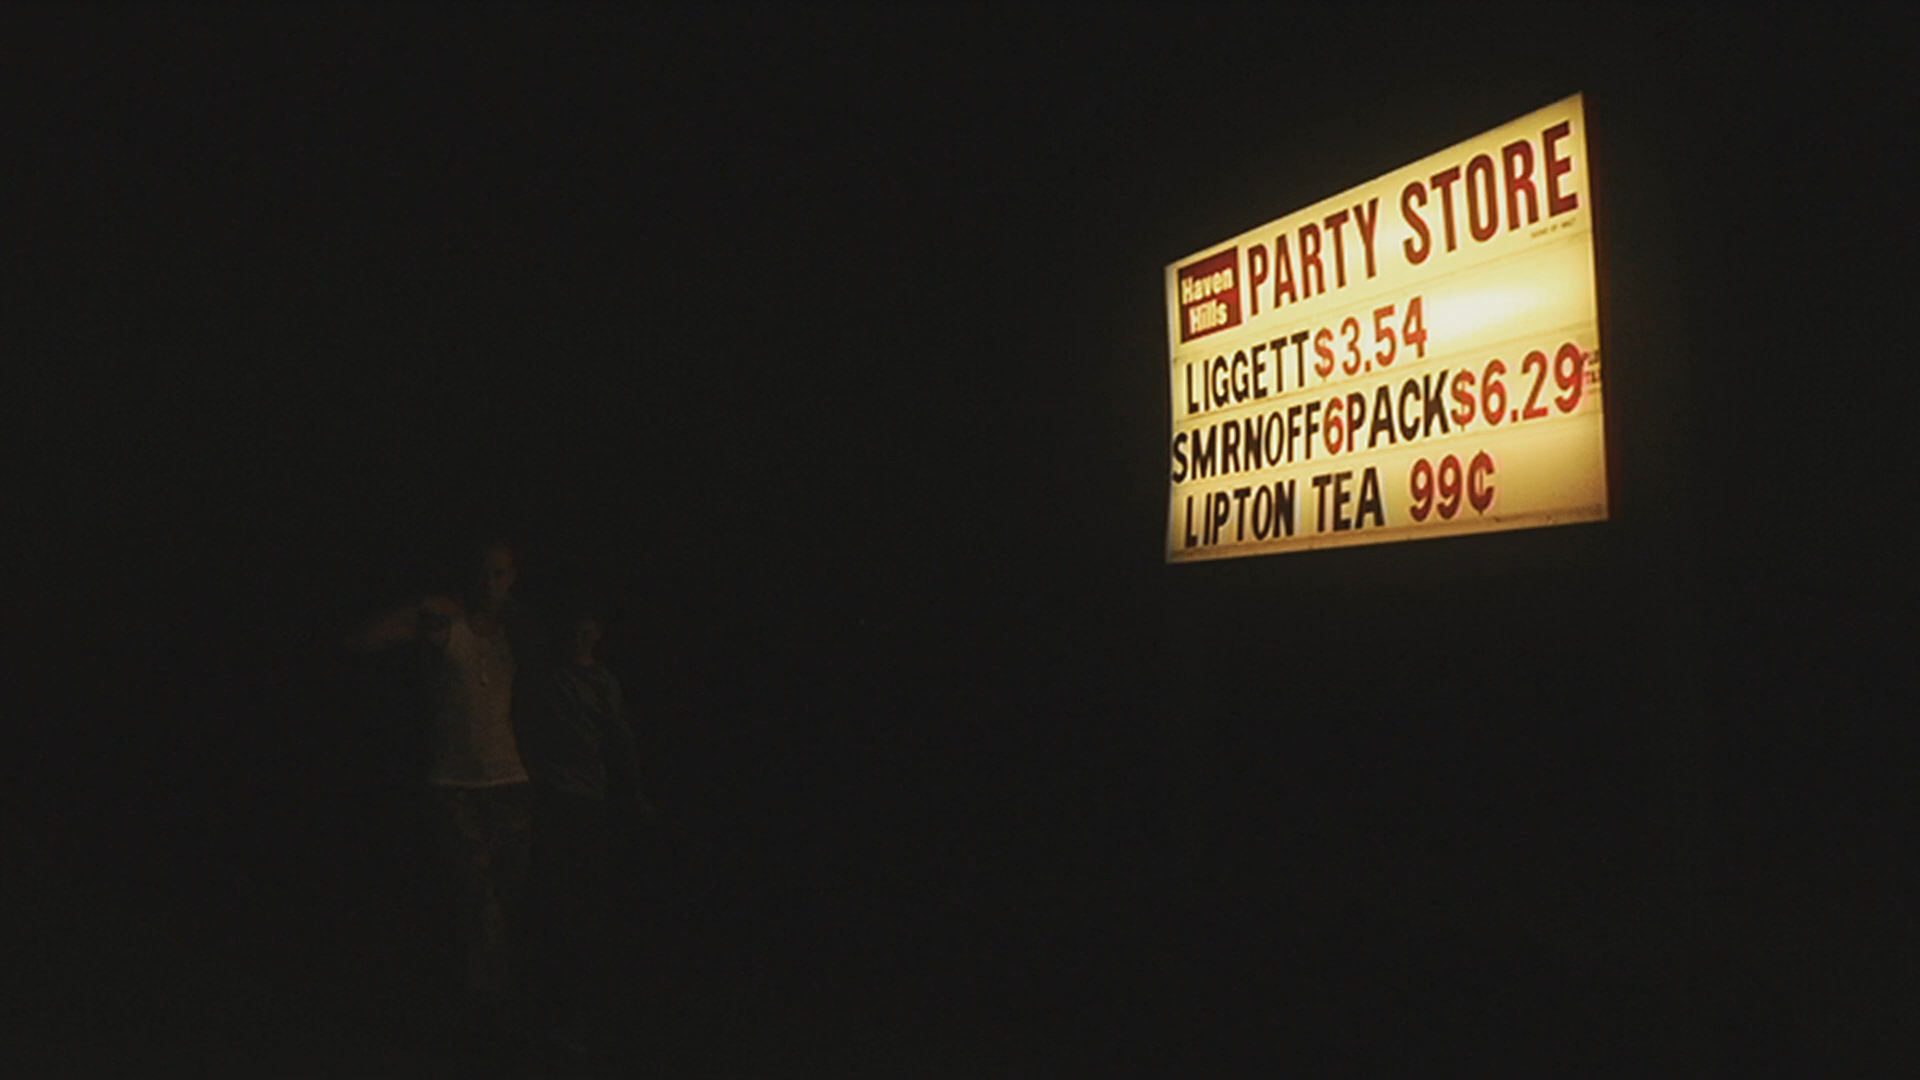 Haven
Hills
PARTY STORE
LIGGETT $3.54
SMRNOFF 6 PACK $6.29
LIPTON TEA 99¢